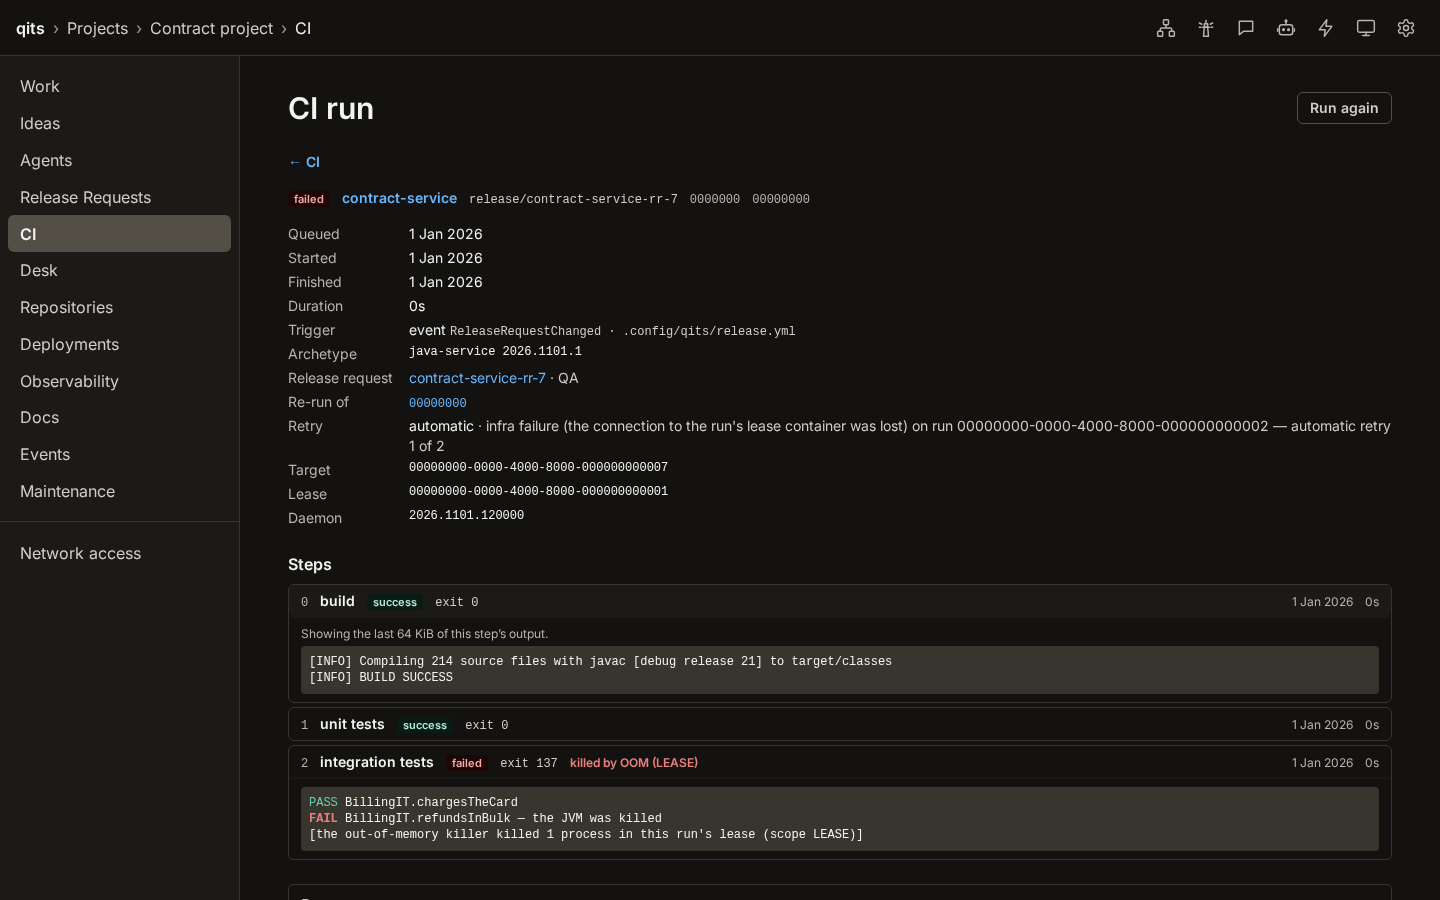 qits › Projects › Contract project › CI
Work
Ideas
Agents
Release Requests
CI
Desk
Repositories
Deployments
Observability
Docs
Events
Maintenance
Network access
CI run
Run again
← CI
failed contract-service release/contract-service-rr-7 0000000 00000000
Queued 1 Jan 2026
Started 1 Jan 2026
Finished 1 Jan 2026
Duration 0s
Trigger event ReleaseRequestChanged · .config/qits/release.yml
Archetype java-service 2026.1101.1
Release request contract-service-rr-7 · QA
Re-run of 00000000
Retry automatic · infra failure (the connection to the run's lease container was lost) on run 00000000-0000-4000-8000-000000000002 — automatic retry
1 of 2
Target 00000000-0000-4000-8000-000000000007
Lease 00000000-0000-4000-8000-000000000001
Daemon 2026.1101.120000
Steps
0 build success exit 0 1 Jan 2026 0s
Showing the last 64 KiB of this step’s output.
[INFO] Compiling 214 source files with javac [debug release 21] to target/classes
[INFO] BUILD SUCCESS
1 unit tests success exit 0 1 Jan 2026 0s
2 integration tests failed exit 137 killed by OOM (LEASE) 1 Jan 2026 0s
PASS BillingIT.chargesTheCard
FAIL BillingIT.refundsInBulk — the JVM was killed
[the out-of-memory killer killed 1 process in this run's lease (scope LEASE)]